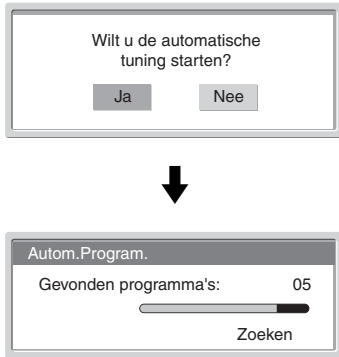 Wilt u de automatische
tuning starten?
Ja Nee
Autom.Program.
Gevonden programma's: 05
Zoeken